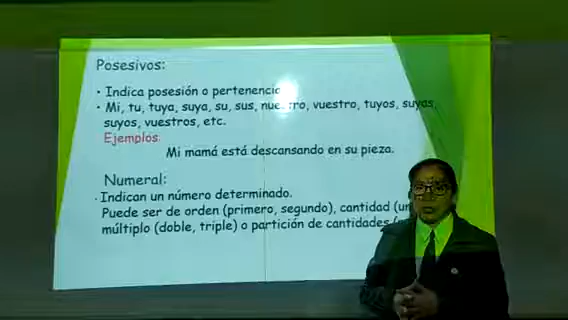 Posesivos:
• Indica posesión o pertenencia
• Mi, tu, tuya, suya, su, sus, vuestro, tuyos, suyas,
suyos, vuestros, etc.
Ejemplos.
Mi mamá está descansando en su pieza.
Numeral:
• Indican un número determinado.
Puede ser de orden (primero, segundo), cantidad
múltiplo (doble, triple) o partición de cantidades